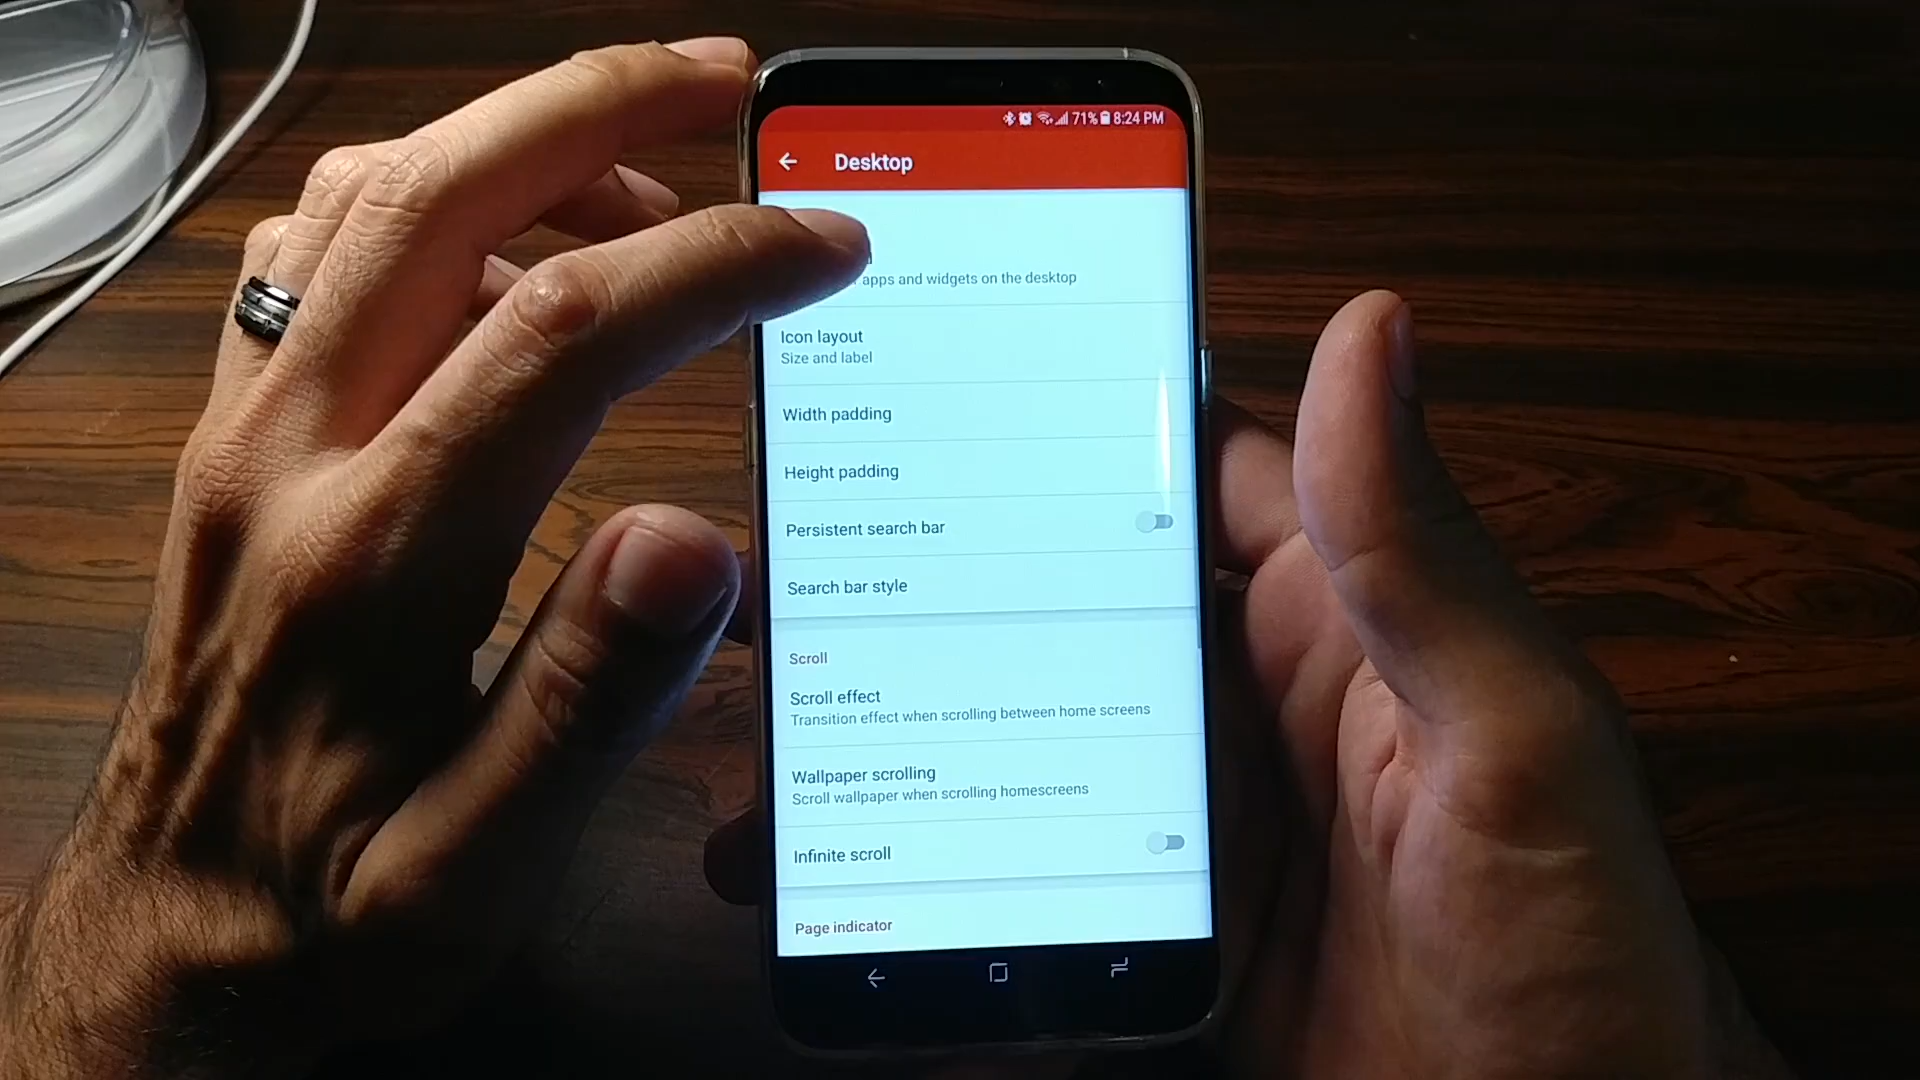 71% 8:24 PM
Desktop
apps and widgets on the desktop
Icon layout
Size and label
Width padding
Height padding
Persistent search bar
Search bar style
Scroll
Scroll effect
Transition effect when scrolling between home screens
Wallpaper scrolling
Scroll wallpaper when scrolling homescreens
Infinite scroll
Page indicator